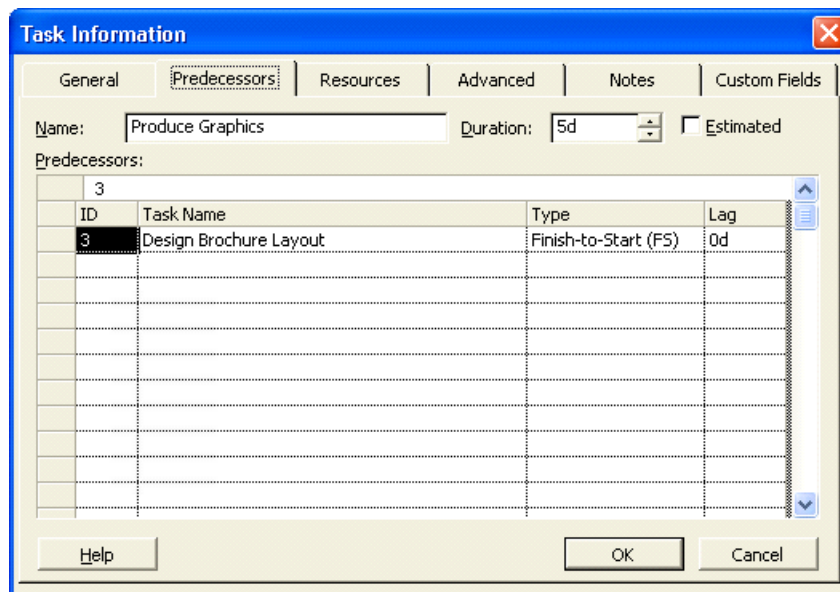 Task Information
General Predecessors Resources Advanced Notes Custom Fields
Name: Produce Graphics Duration: 5d Estimated
Predecessors:
3
ID Task Name Type Lag
3 Design Brochure Layout Finish-to-Start (FS) 0d
Help OK Cancel